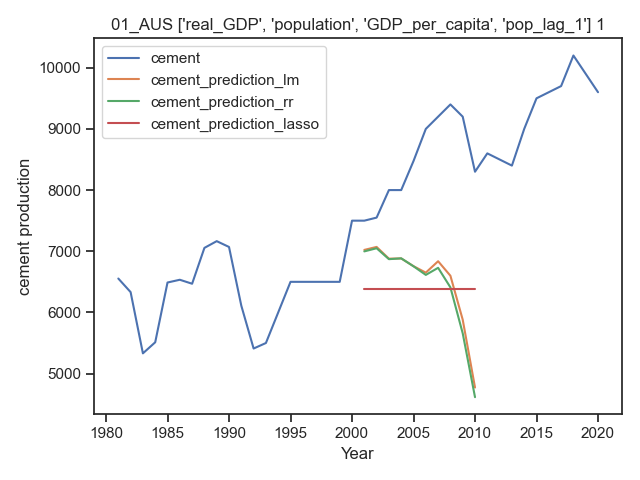 01_AUS ['real_GDP', 'population', 'GDP_per_capita', 'pop_lag_1'] 1
cement
cement_prediction_lm
cement_prediction_rr
cement_prediction_lasso
cement production
10000
9000
8000
7000
6000
5000
1980 1985 1990 1995 2000 2005 2010 2015 2020
Year